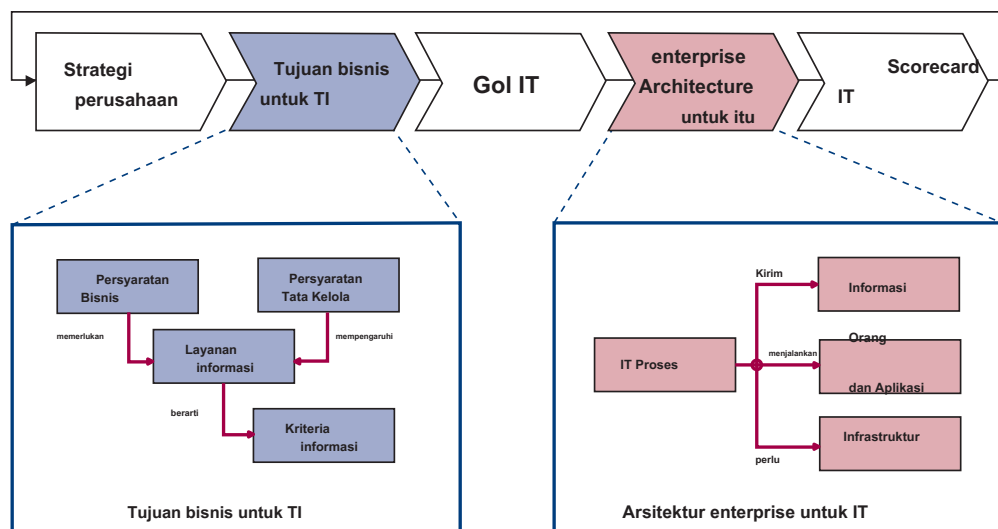 Strategi
perusahaan
Tujuan bisnis
untuk TI
Gol IT
enterprise
Architecture
untuk itu
Scorecard
IT
Persyaratan
Bisnis
Persyaratan
Tata Kelola
memerlukan
mempengaruhi
Layanan
informasi
berarti
Kriteria
informasi
Tujuan bisnis untuk TI
Kirim
Informasi
IT Proses
menjalankan
Orang
dan Aplikasi
perlu
Infrastruktur
Arsitektur enterprise untuk IT